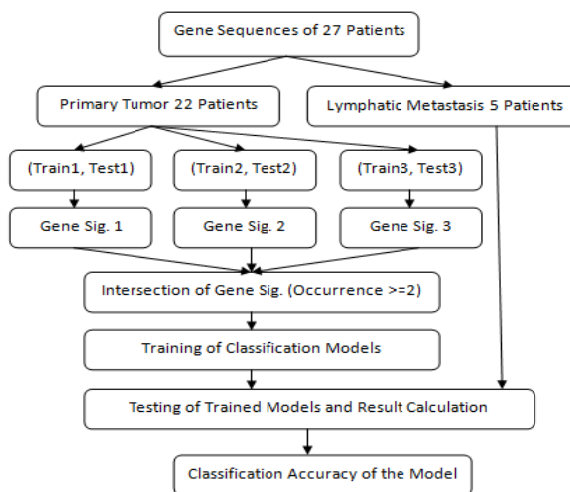 Gene Sequences of 27 Patients
Primary Tumor 22 Patients
Lymphatic Metastasis 5 Patients
(Train1, Test1)
(Train2, Test2)
(Train3, Test3)
Gene Sig. 1
Gene Sig. 2
Gene Sig. 3
Intersection of Gene Sig. (Occurrence >=2)
Training of Classification Models
Testing of Trained Models and Result Calculation
Classification Accuracy of the Model